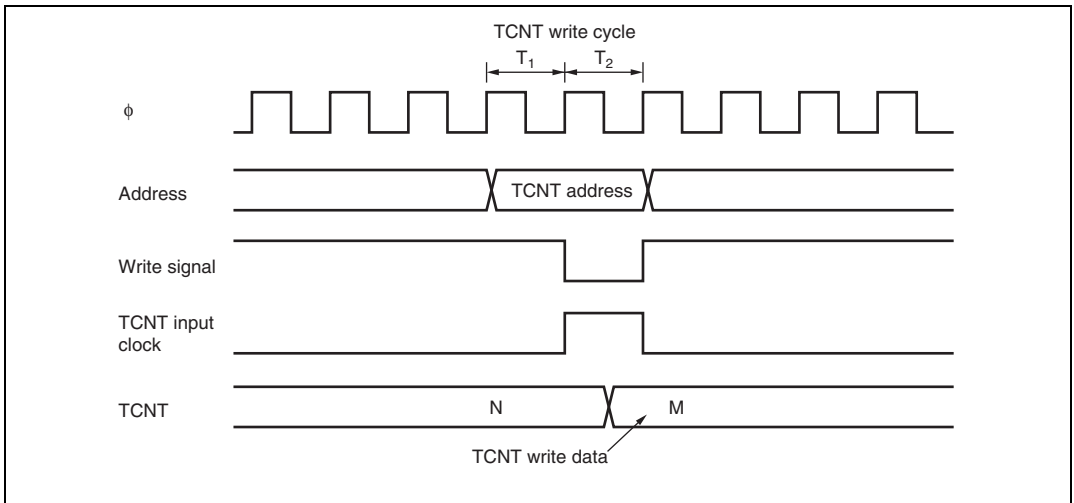 TCNT write cycle
T₁ T₂
ϕ
Address
TCNT address
Write signal
TCNT input
clock
TCNT
N
M
TCNT write data